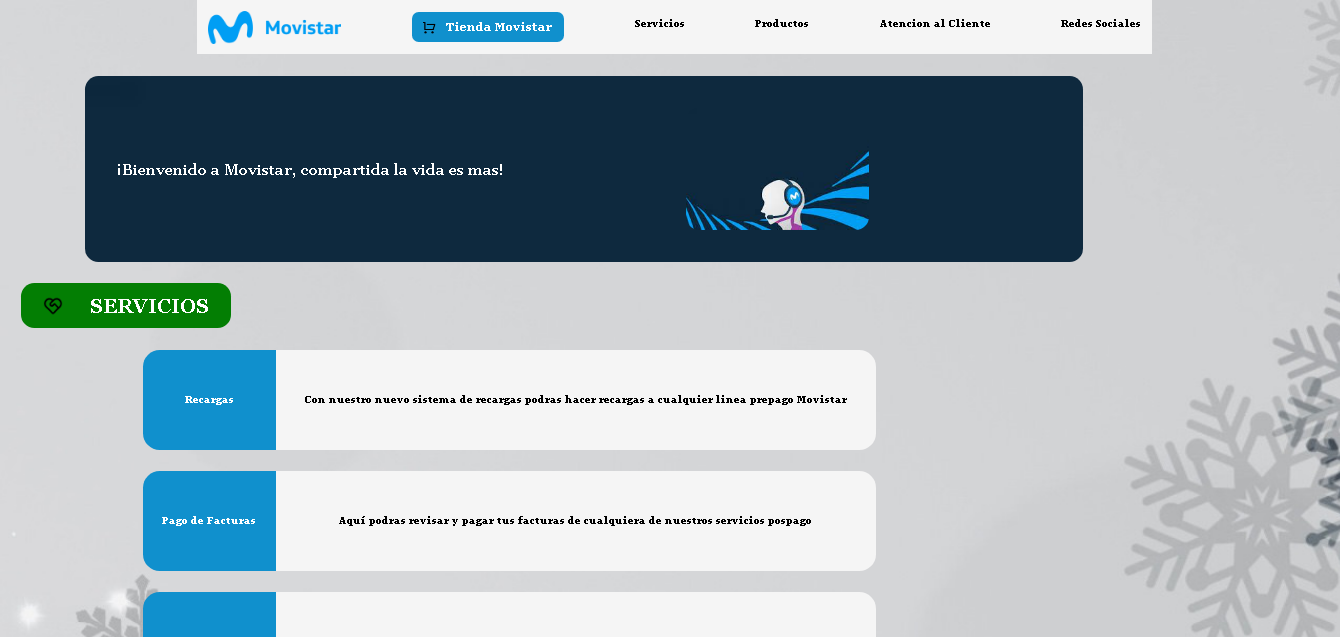 Movistar
Tienda Movistar
Servicios
Productos
Atencion al Cliente
Redes Sociales
¡Bienvenido a Movistar, compartida la vida es mas!
SERVICIOS
Recargas
Con nuestro nuevo sistema de recargas podras hacer recargas a cualquier linea prepago Movistar
Pago de Facturas
Aquí podras revisar y pagar tus facturas de cualquiera de nuestros servicios pospago